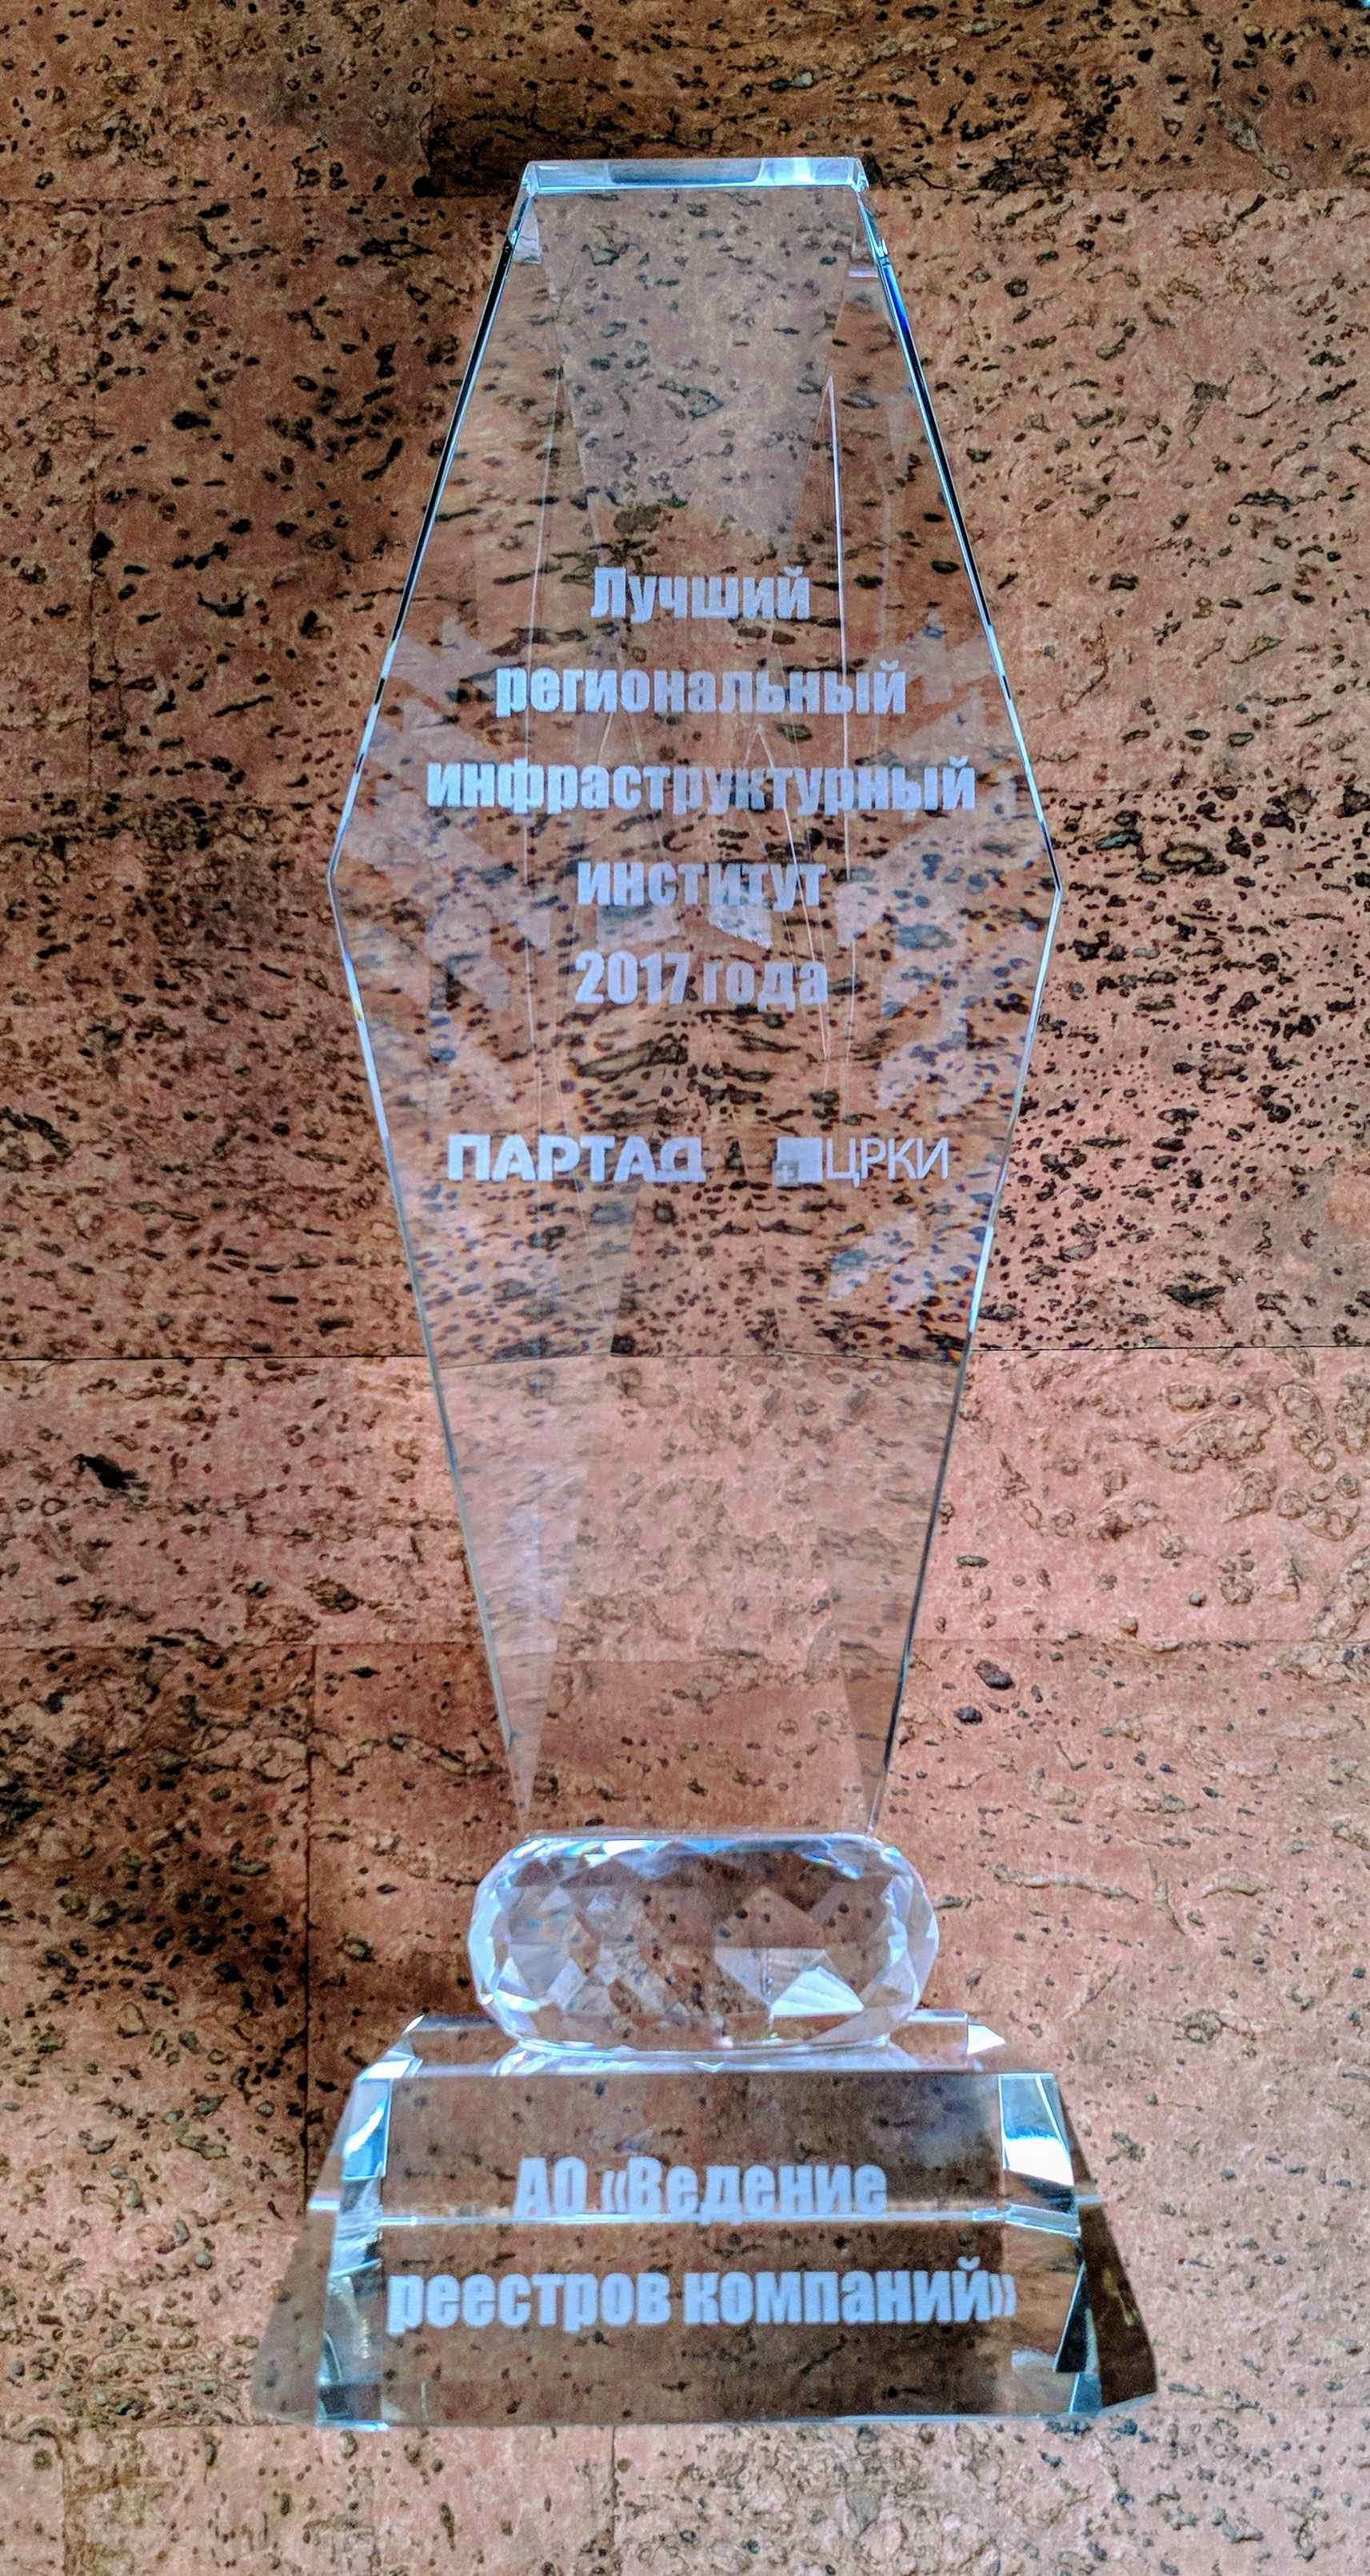 Лучший
региональный
инфраструктурный
институт
2017 года
ПАРТАД ЦРКИ
АО «Ведение
реестров компаний»